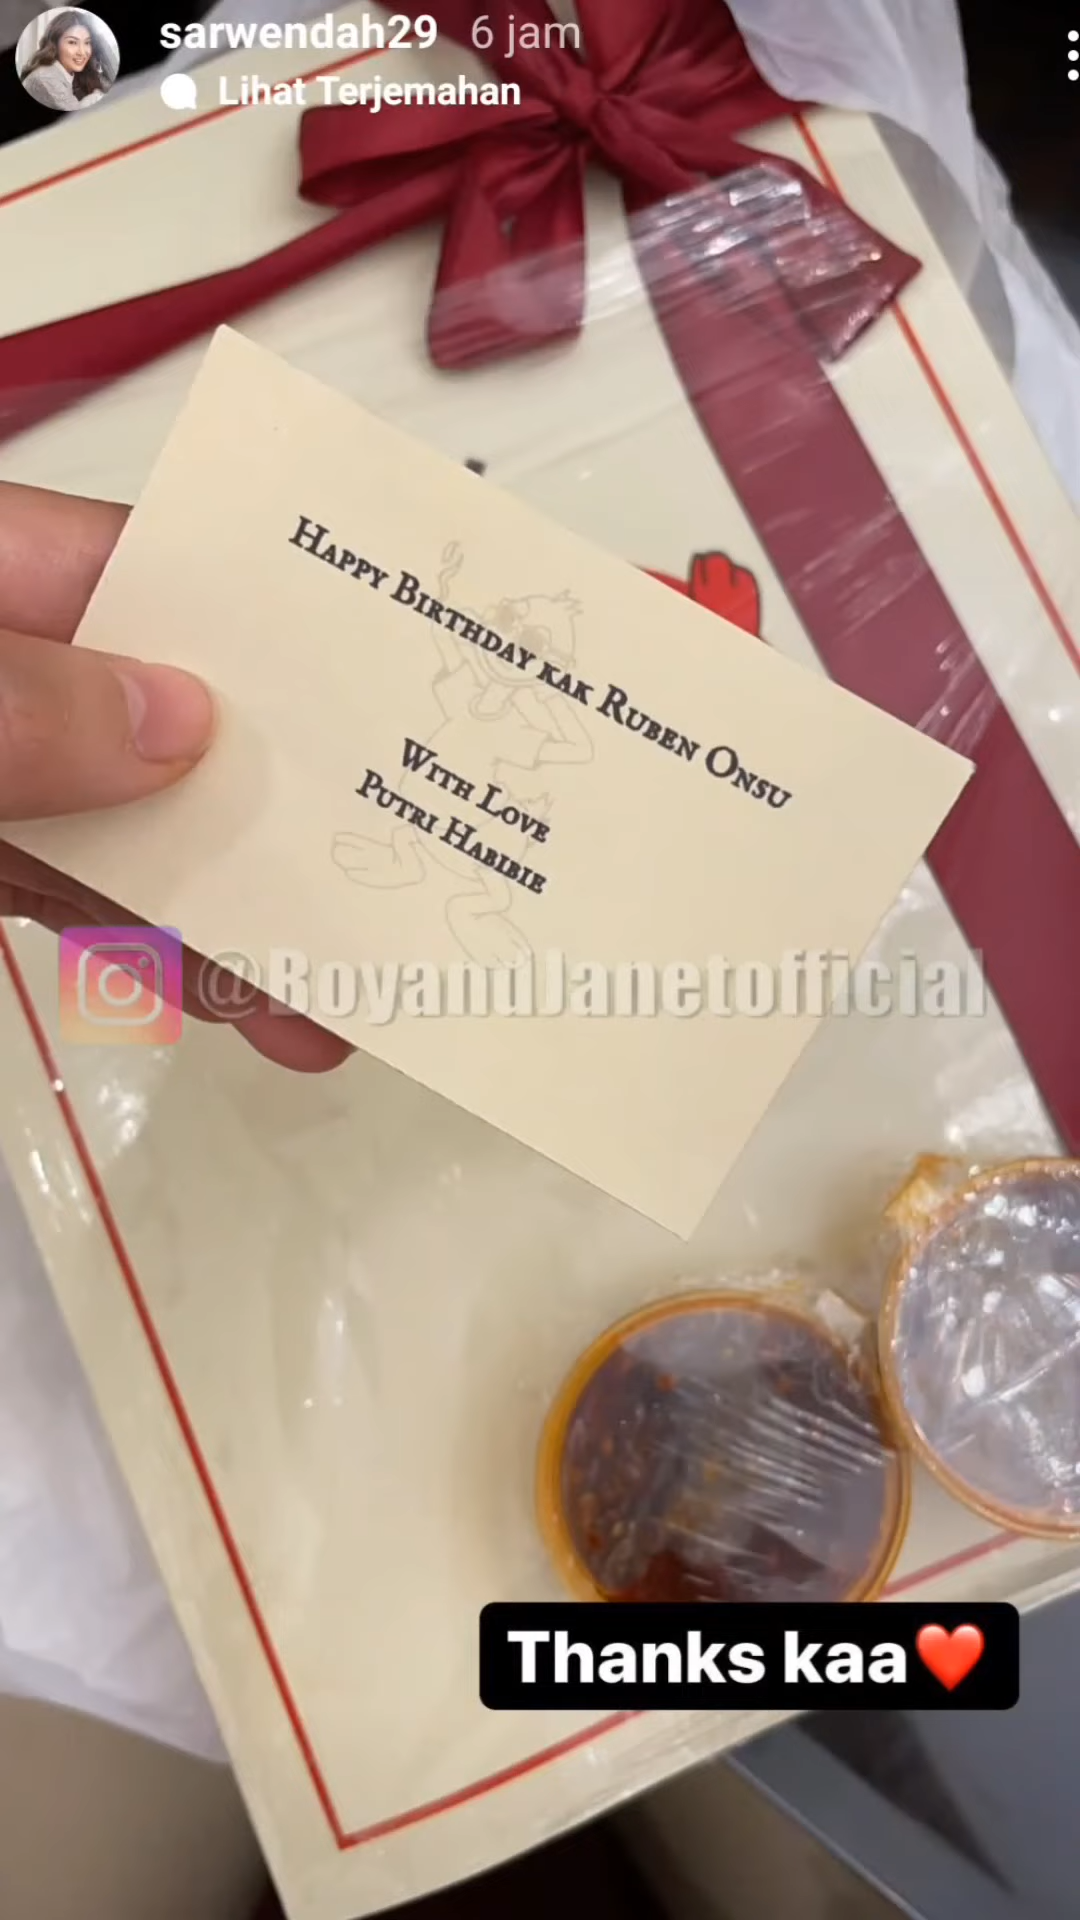 sarwendah29 6 jam
Lihat Terjemahan
Happy Birthday kak Ruben Onsu
With Love
Putri Habibie
@BoyandJanetofficial
Thanks kaa❤️